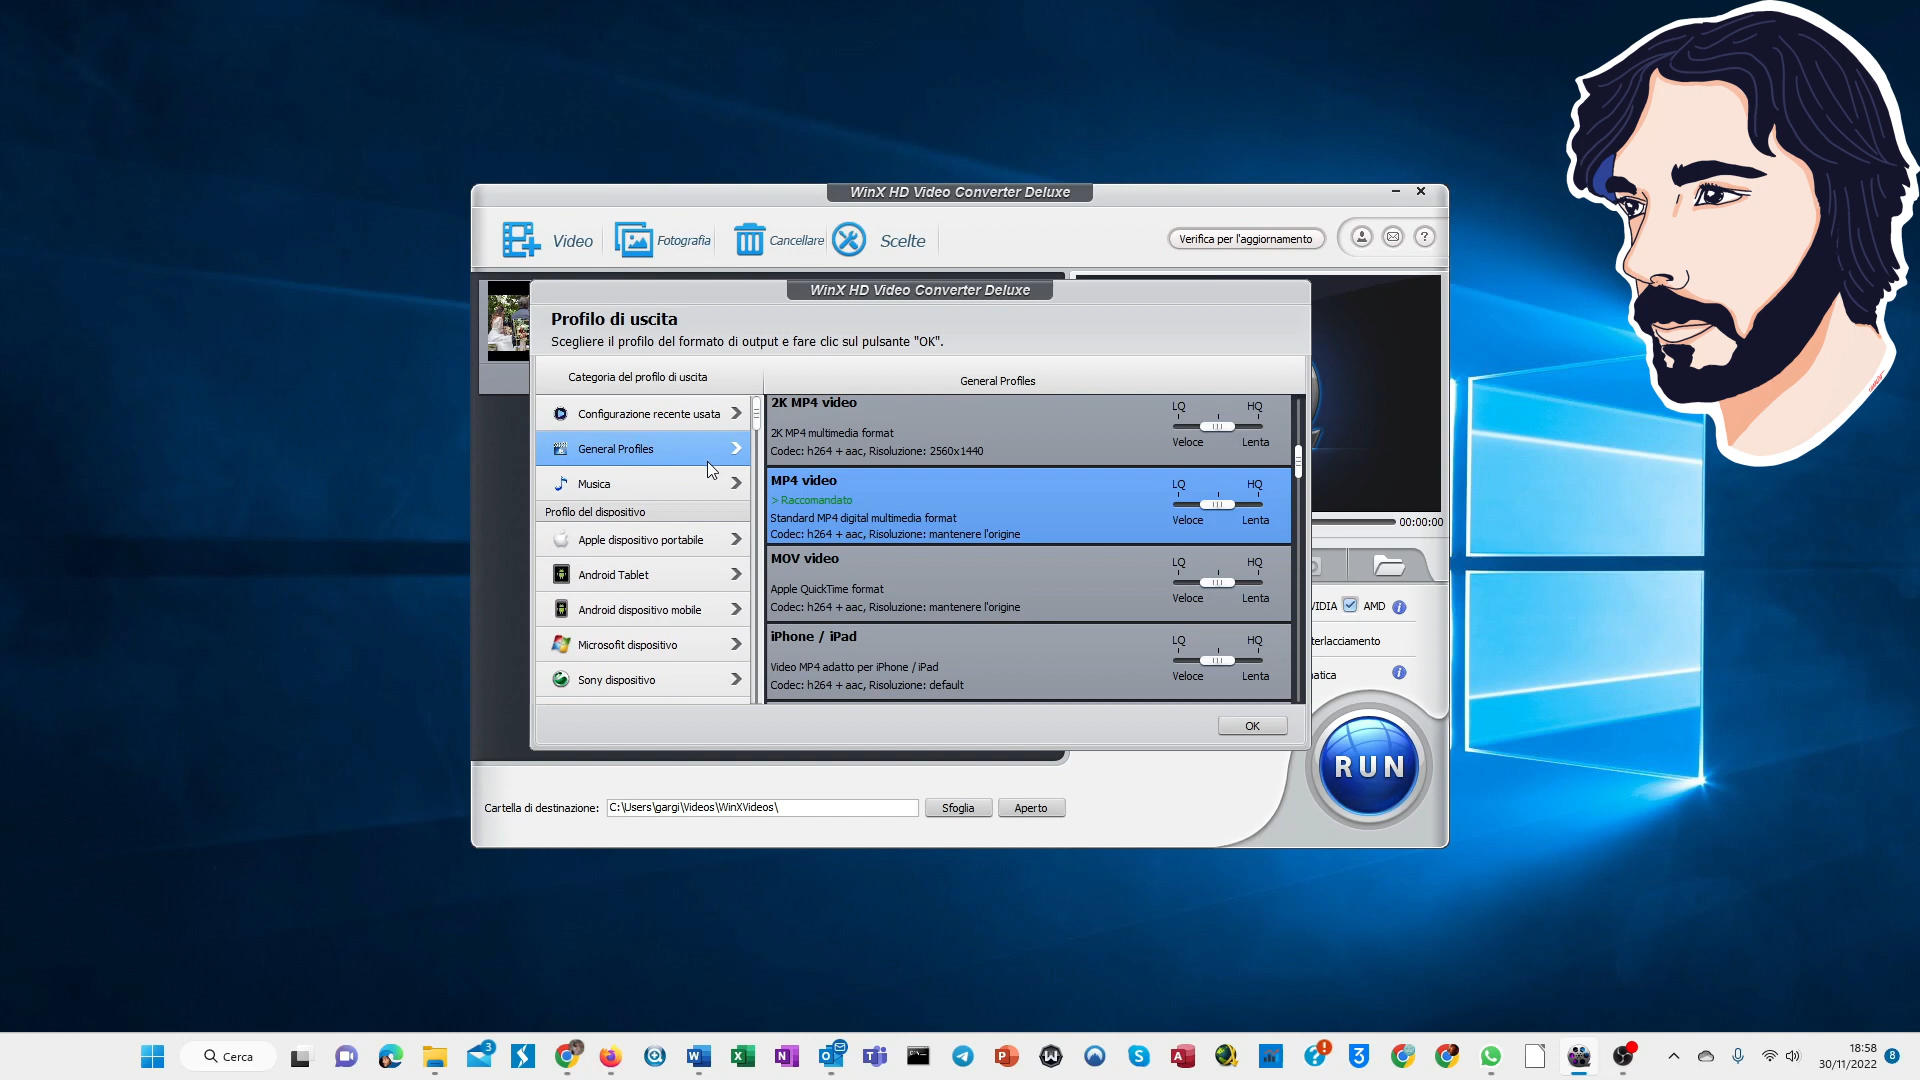 WinX HD Video Converter Deluxe
Video
Fotografia
Cancellare
Scelte
Verifica per l'aggiornamento
?
WinX HD Video Converter Deluxe
Profilo di uscita
Scegliere il profilo del formato di output e fare clic sul pulsante "OK".
Categoria del profilo di uscita
General Profiles
Configurazione recente usata
General Profiles
Musica
Profilo del dispositivo
Apple dispositivo portabile
Android Tablet
Android dispositivo mobile
Microsofit dispositivo
Sony dispositivo
2K MP4 video
2K MP4 multimedia format
Codec: h264 + aac, Risoluzione: 2560x1440
LQ HQ
Veloce Lenta
MP4 video
> Raccomandato
Standard MP4 digital multimedia format
Codec: h264 + aac, Risoluzione: mantenere l'origine
LQ HQ
Veloce Lenta
MOV video
Apple QuickTime format
Codec: h264 + aac, Risoluzione: mantenere l'origine
LQ HQ
Veloce Lenta
iPhone / iPad
Video MP4 adatto per iPhone / iPad
Codec: h264 + aac, Risoluzione: default
LQ HQ
Veloce Lenta
OK
00:00:00
VIDIA AMD
terlacciamento
natica
RUN
Cartella di destinazione:
C:\Users\gargi\Videos\WinXVideos\
Sfoglia
Aperto
Cerca
3
18:58
30/11/2022
8